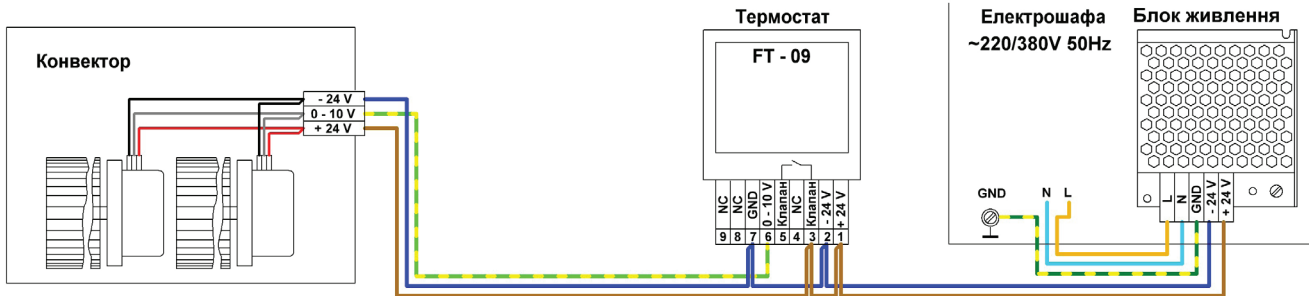 Конвектор
- 24 V
0 - 10 V
+ 24 V
Термостат
FT - 09
NC
NC
GND
0 - 10 V
Клапан
NC
Клапан
- 24 V
+ 24 V
9 8 7 6 5 4 3 2 1
Електрошафа
~220/380V 50Hz
Блок живлення
GND
N L
L
N
GND
- 24 V
+ 24 V